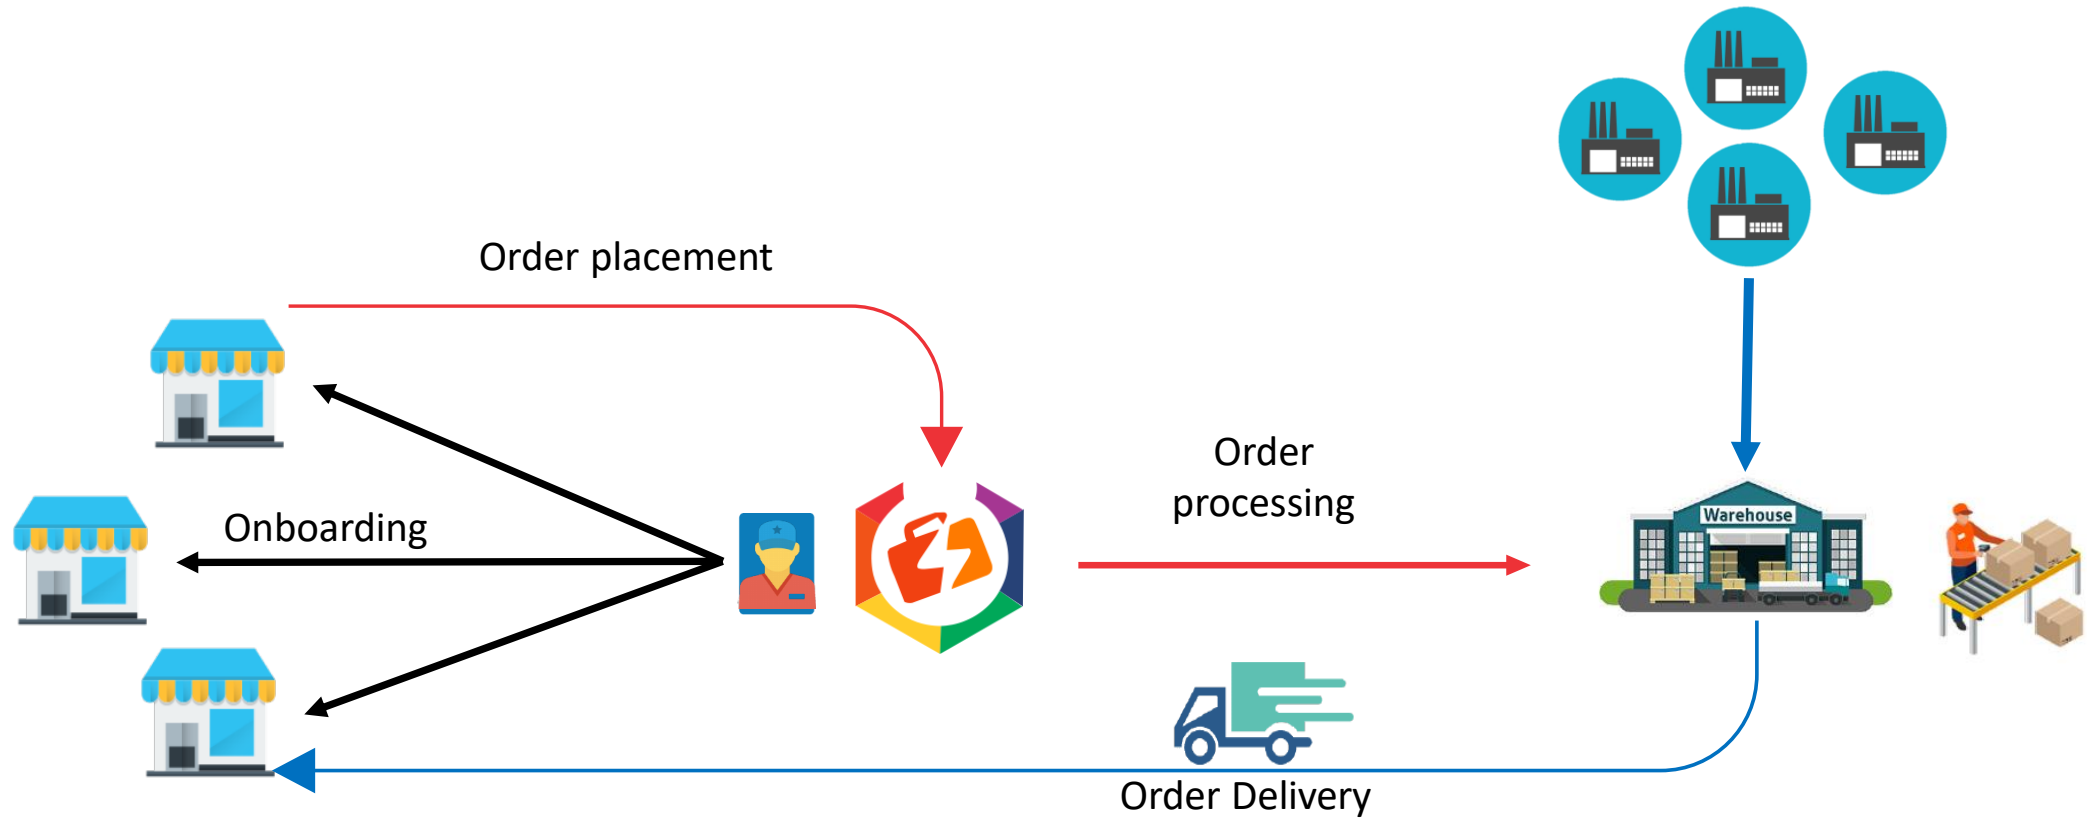 Order placement
Onboarding
Order
processing
Warehouse
Order Delivery